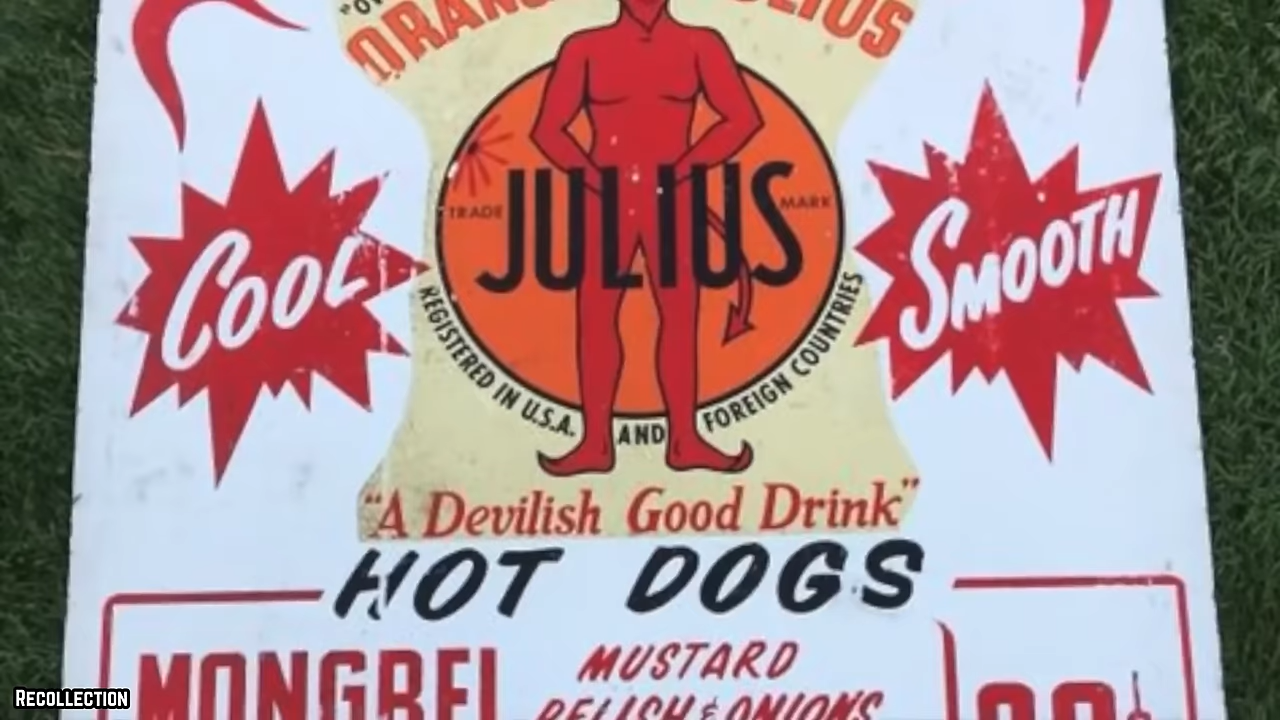 ORANGE JULIUS
JULIUS
TRADE MARK
REGISTERED IN U.S.A. AND FOREIGN COUNTRIES
COOL
SMOOTH
"A Devilish Good Drink"
HOT DOGS
MONGREL
MUSTARD
RELISH & ONIONS
RECOLLECTION